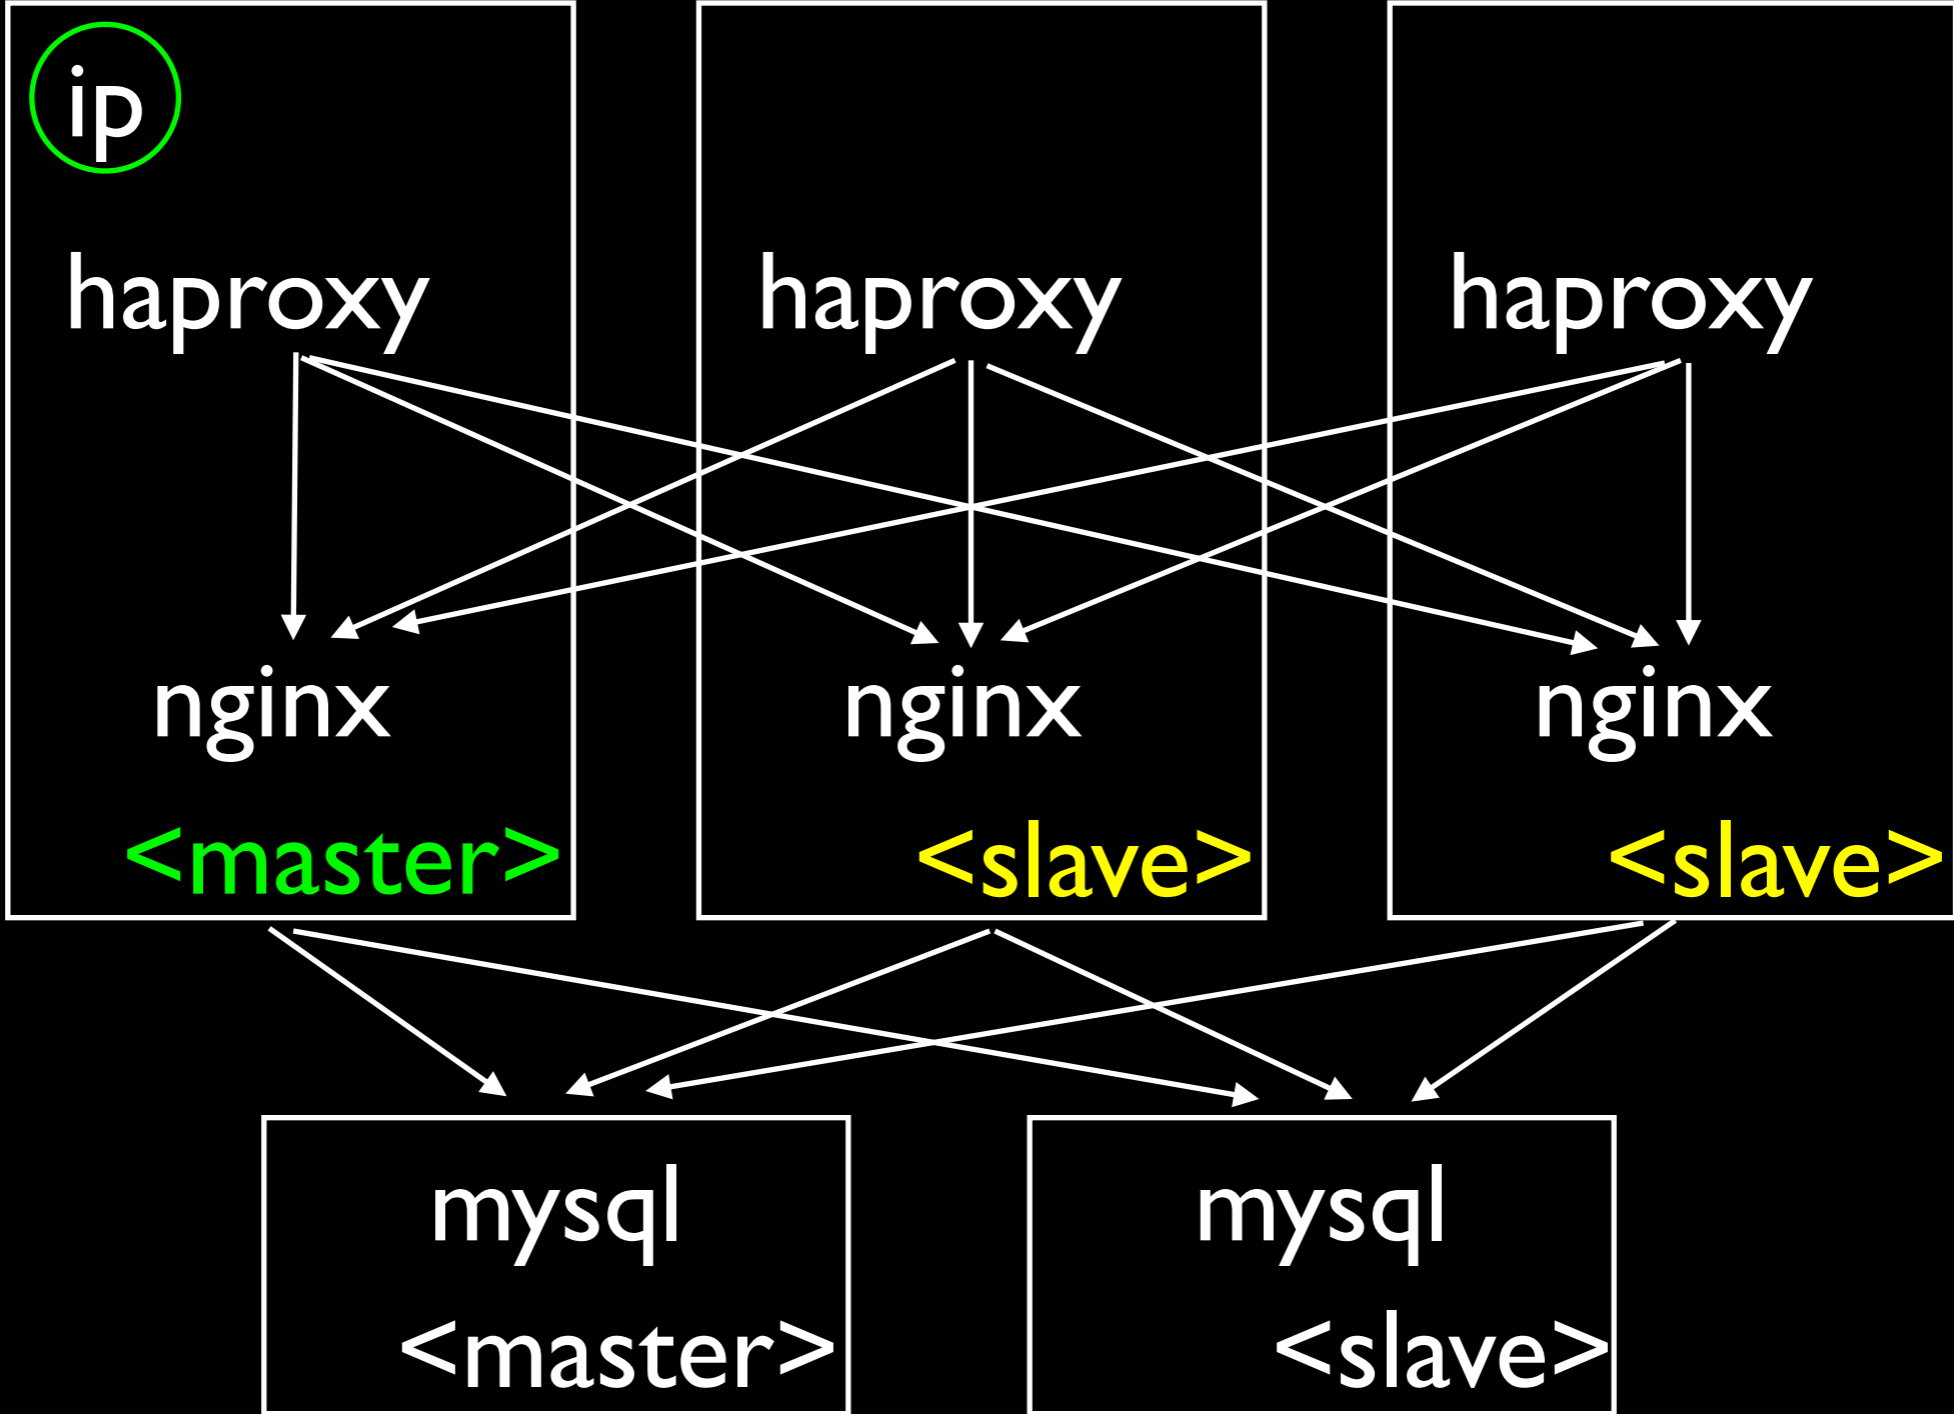 ip
haproxy
haproxy
haproxy
nginx
nginx
nginx
<master>
<slave>
<slave>
mysql
mysql
<master>
<slave>